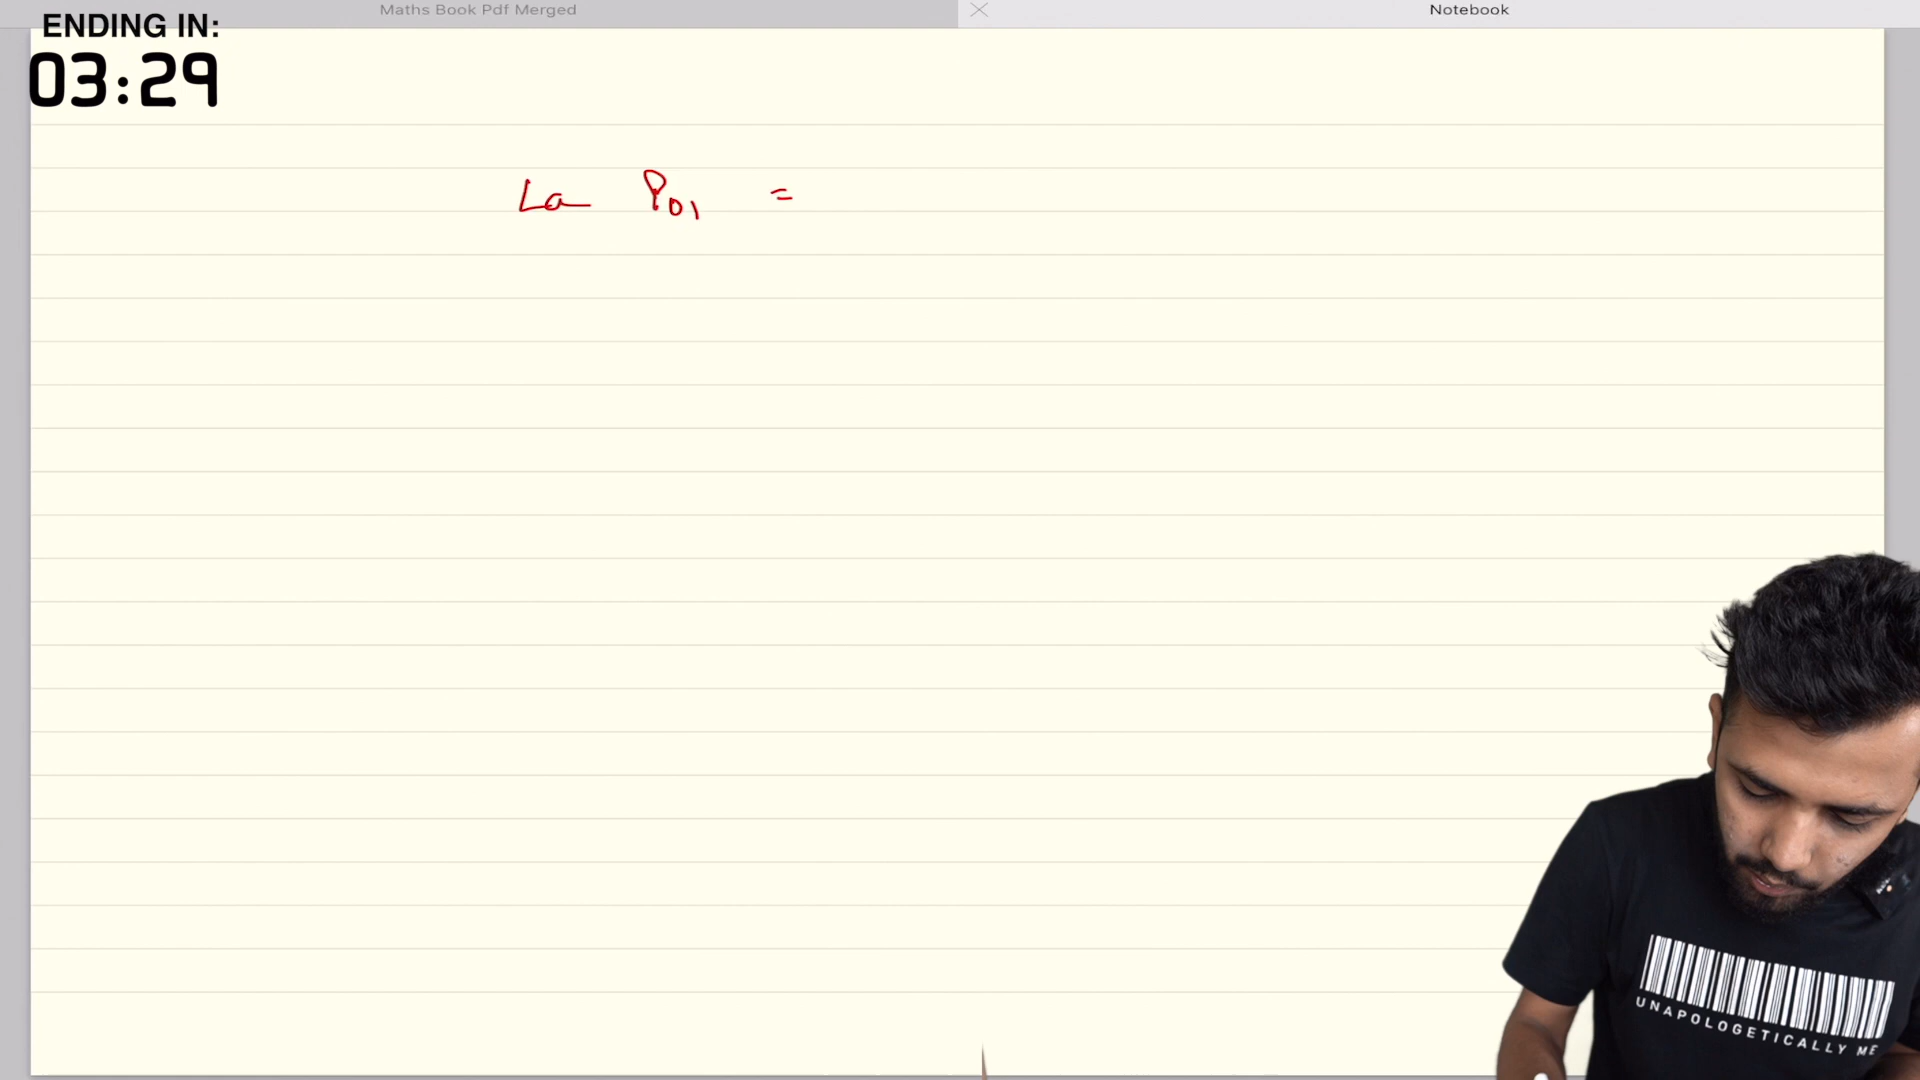 Maths Book Pdf Merged
Notebook
ENDING IN:
03:29
La P01 =
UNAPOLOGETICALLY ME